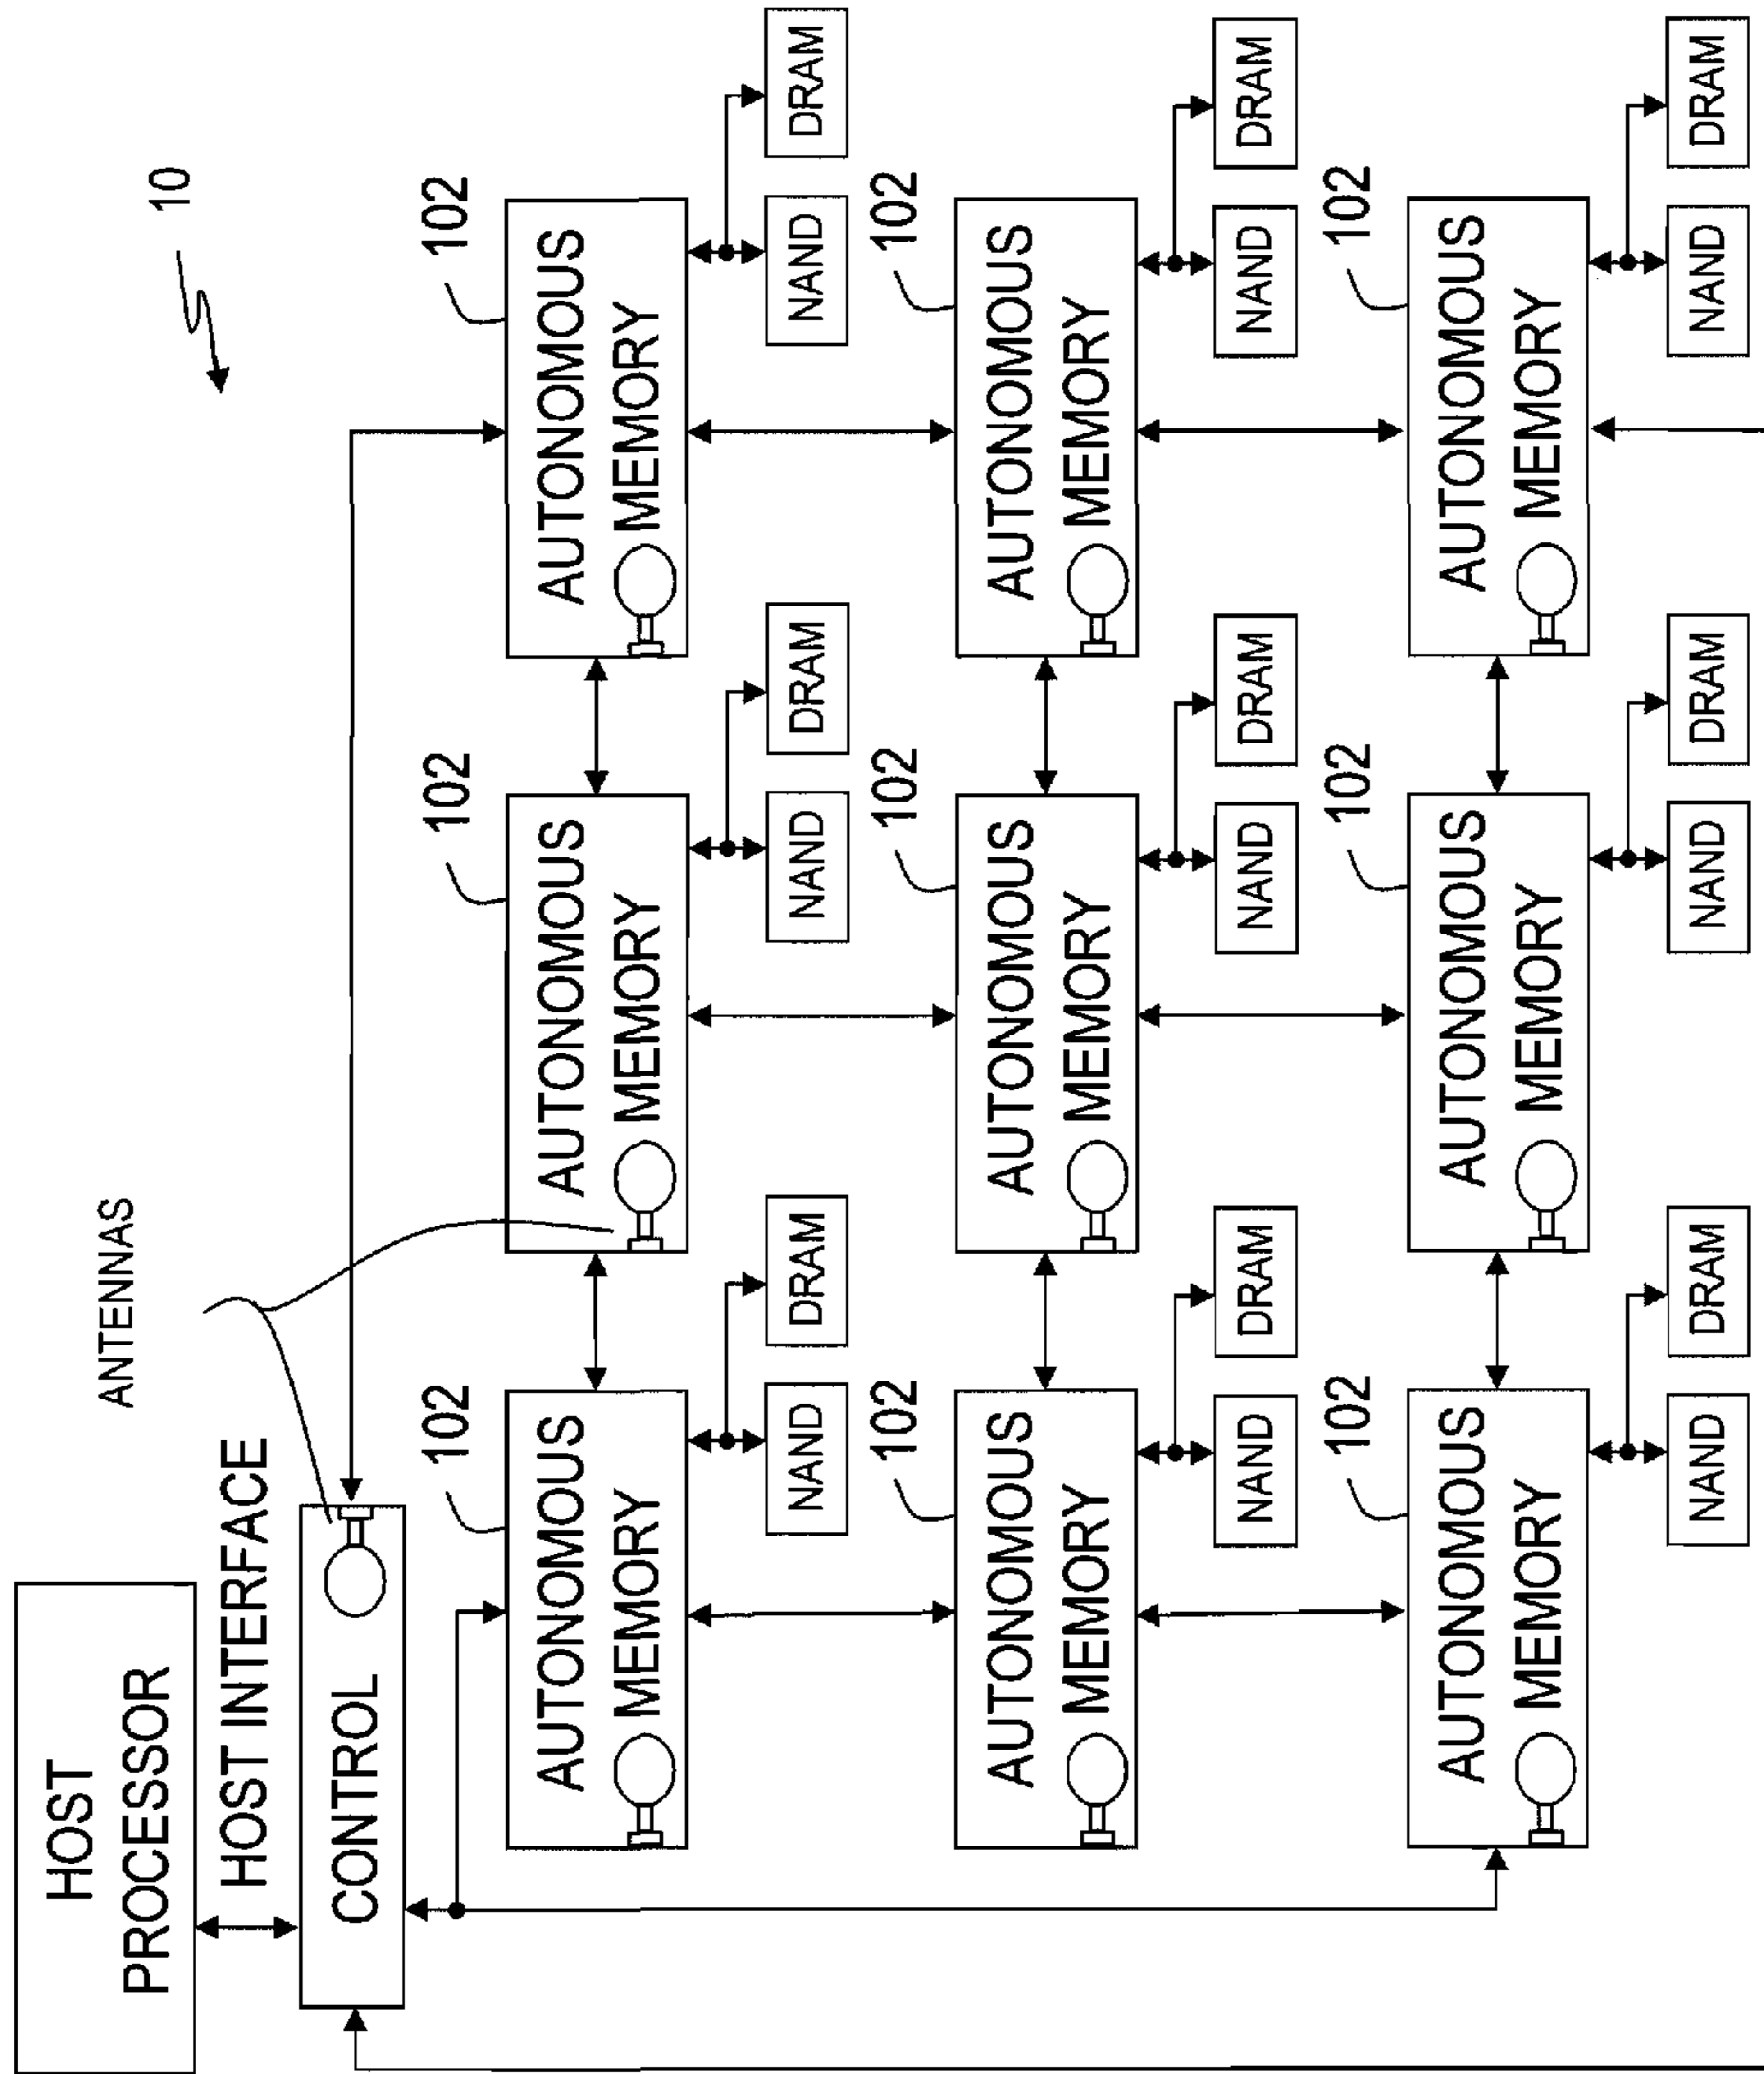 HOST
PROCESSOR
ANTENNAS
10
HOST INTERFACE
CONTROL
102
102
102
AUTONOMOUS
MEMORY
AUTONOMOUS
MEMORY
AUTONOMOUS
MEMORY
NAND
DRAM
NAND
DRAM
NAND
DRAM
102
102
102
AUTONOMOUS
MEMORY
AUTONOMOUS
MEMORY
AUTONOMOUS
MEMORY
NAND
DRAM
NAND
DRAM
NAND
DRAM
102
102
102
AUTONOMOUS
MEMORY
AUTONOMOUS
MEMORY
AUTONOMOUS
MEMORY
NAND
DRAM
NAND
DRAM
NAND
DRAM